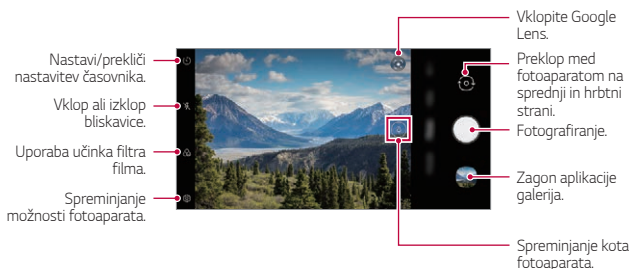 Nastavi/prekliči
nastavitev časovnika.
Vklop ali izklop
bliskavice.
Uporaba učinka filtra
filma.
Spreminjanje
možnosti fotoaparata.
Vklopite Google
Lens.
Preklop med
fotoaparatom na
sprednji in hrbtni
strani.
Fotografiranje.
Zagon aplikacije
galerija.
Spreminjanje kota
fotoaparata.